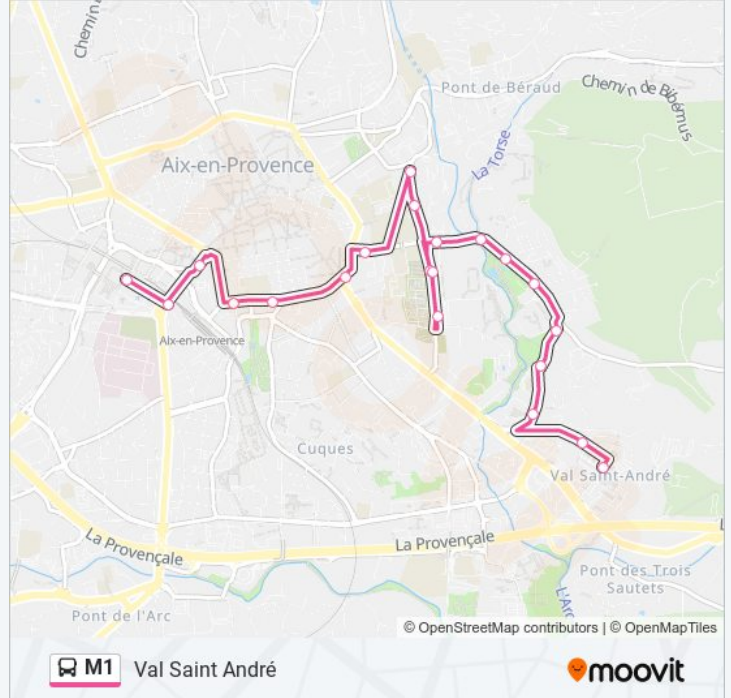 Chemin d
Pont de Béraud
Chemin de Bibémus
La Torse
Aix-en-Provence
Aix-en-Provence
Cuques
Val Saint-André
La Provençale
La Provençale
L
Pont des Trois
Sautets
L'Arc
Pont de l'Arc
© OpenStreetMap contributors | © OpenMapTiles
M1 Val Saint André
moovit